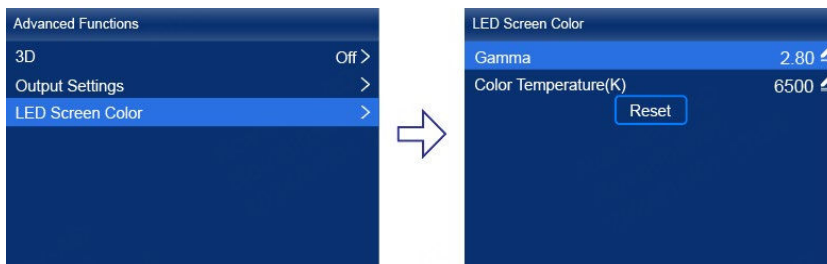 Advanced Functions
3D Off >
Output Settings >
LED Screen Color >
LED Screen Color
Gamma 2.80
Color Temperature(K) 6500
Reset